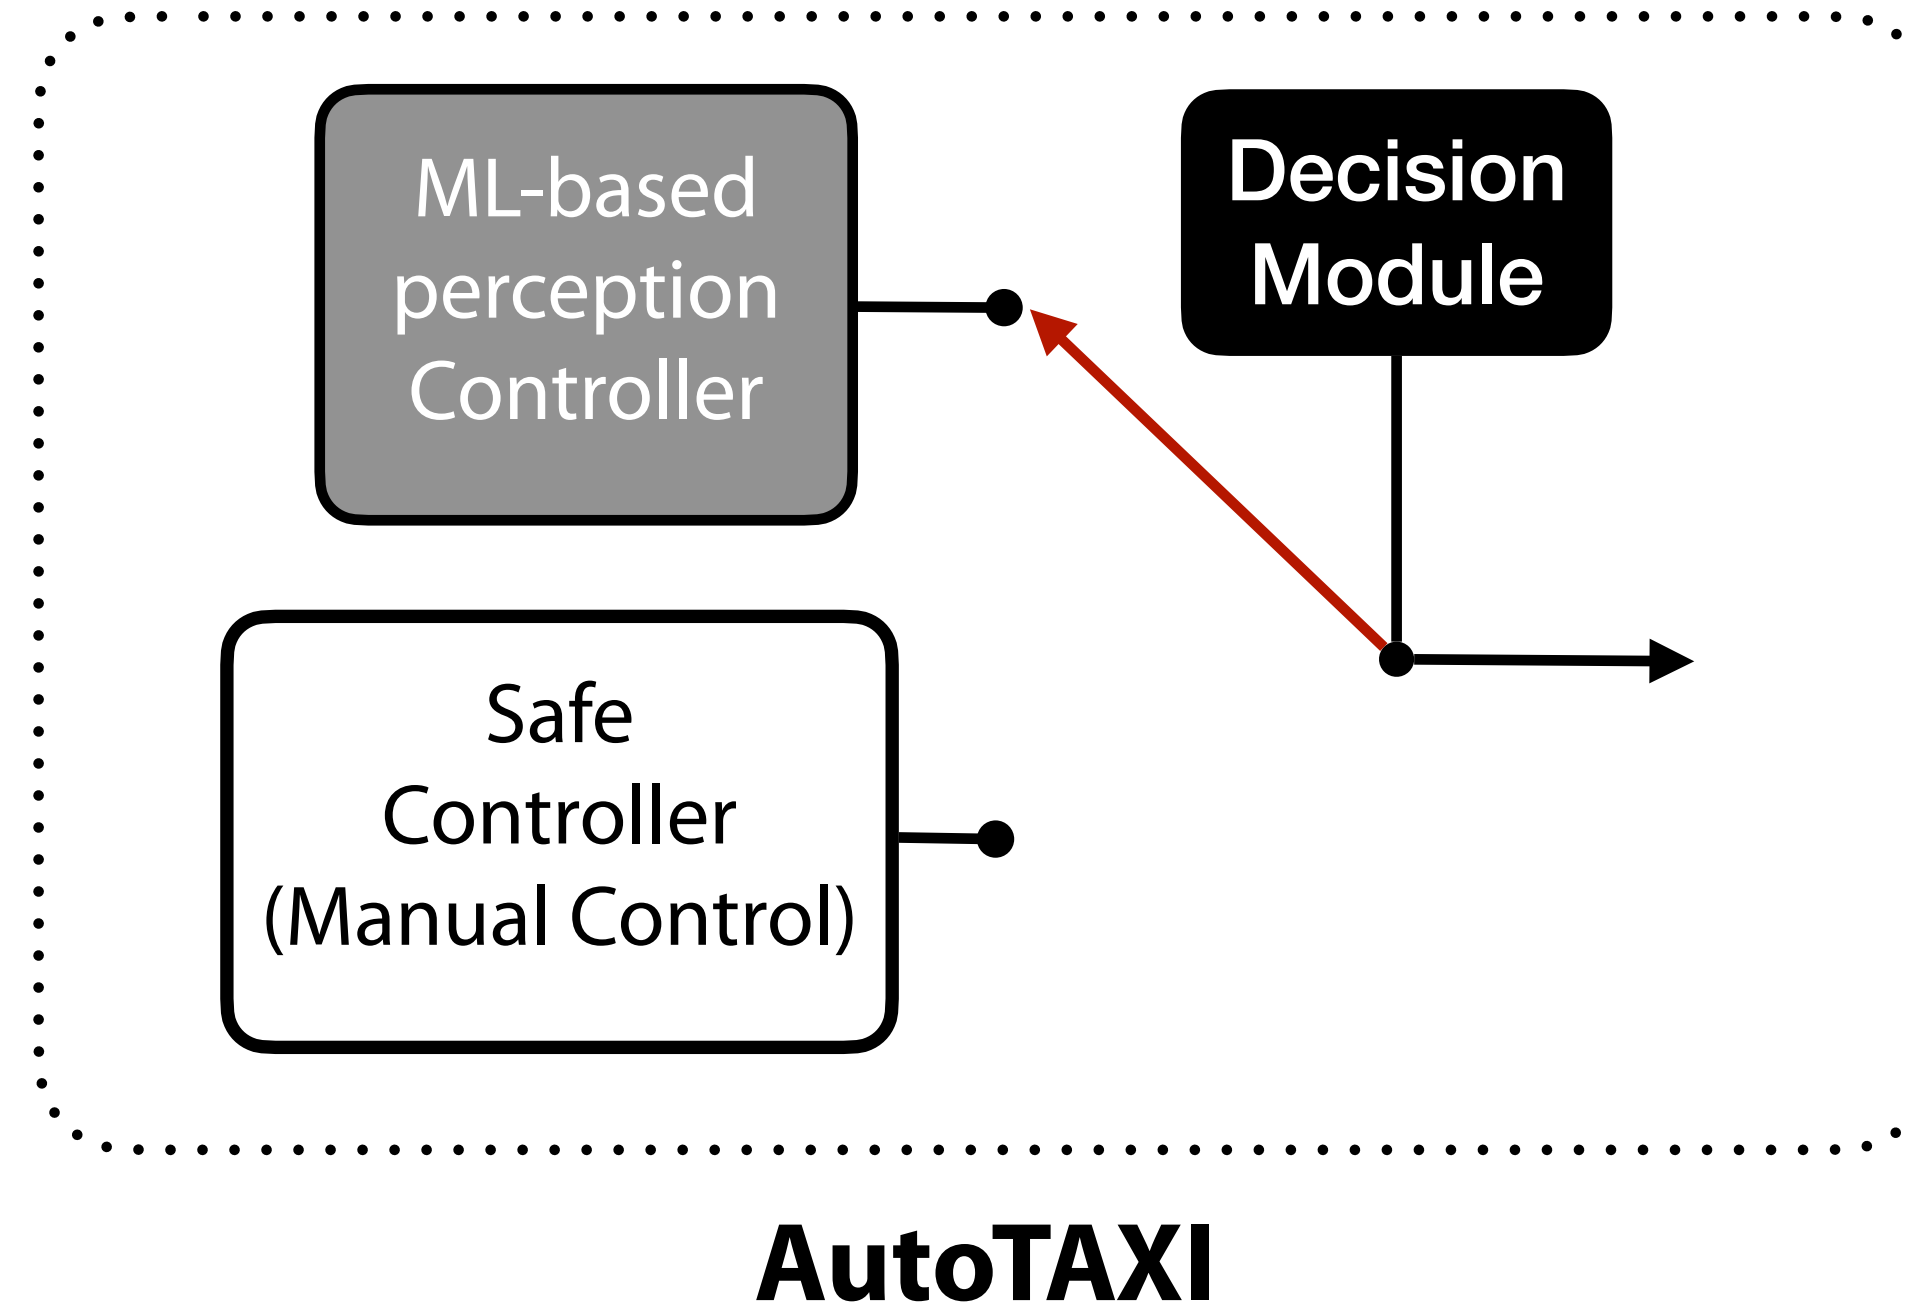 ML-based
perception
Controller
Decision
Module
Safe
Controller
(Manual Control)
AutoTAXI